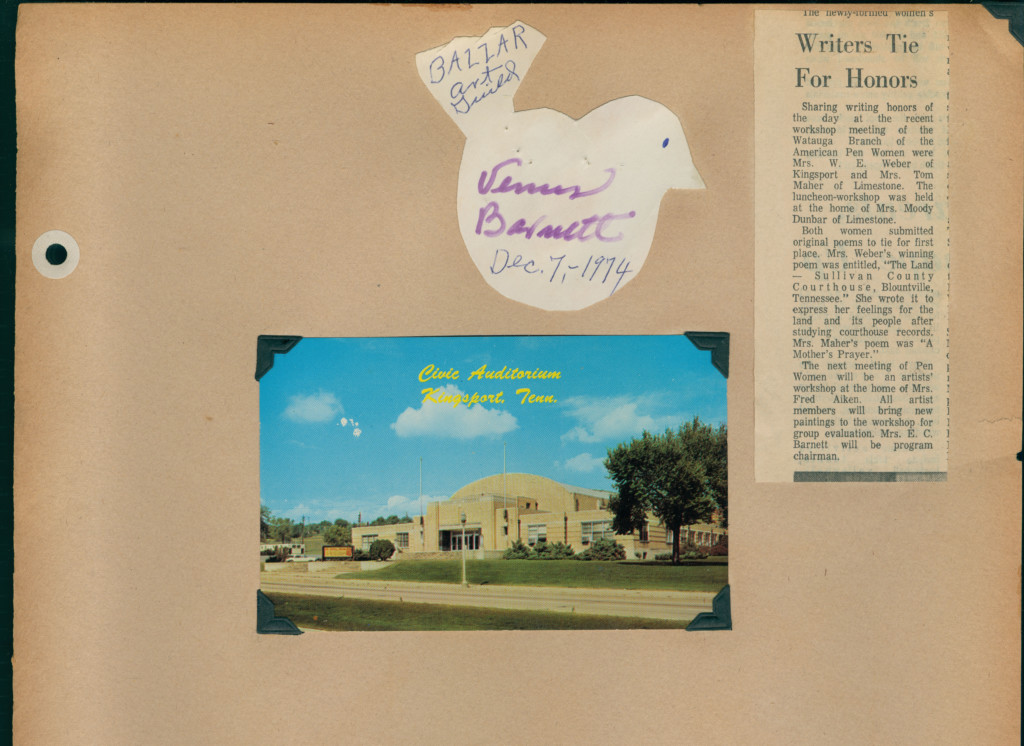 BAZZAR
art
Guild
Venus
Barnett
Dec. 7,-1974
Civic Auditorium
Kingsport, Tenn.
The newly-formed women's
Writers Tie
For Honors
Sharing writing honors of
the day at the recent
workshop meeting of the
Watauga Branch of the
American Pen Women were
Mrs. W. E. Weber of
Kingsport and Mrs. Tom
Maher of Limestone. The
luncheon-workshop was held
at the home of Mrs. Moody
Dunbar of Limestone.
Both women submitted
original poems to tie for first
place. Mrs. Weber's winning
poem was entitled, "The Land
— Sullivan County
Courthouse, Blountville,
Tennessee." She wrote it to
express her feelings for the
land and its people after
studying courthouse records.
Mrs. Maher's poem was "A
Mother's Prayer."
The next meeting of Pen
Women will be an artists'
workshop at the home of Mrs.
Fred Aiken. All artist
members will bring new
paintings to the workshop for
group evaluation. Mrs. E. C.
Barnett will be program
chairman.